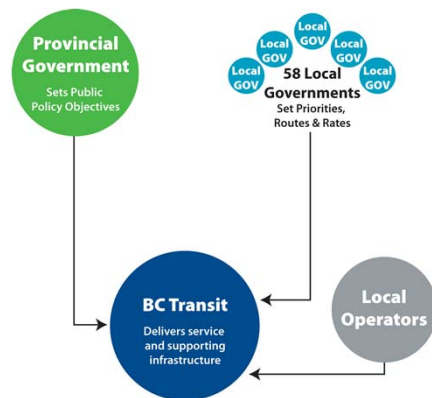 Provincial
Government
Sets Public
Policy Objectives
Local
GOV
Local
GOV
Local
GOV
Local
GOV
Local
GOV
58 Local
Governments
Set Priorities,
Routes & Rates
BC Transit
Delivers service
and supporting
infrastructure
Local
Operators